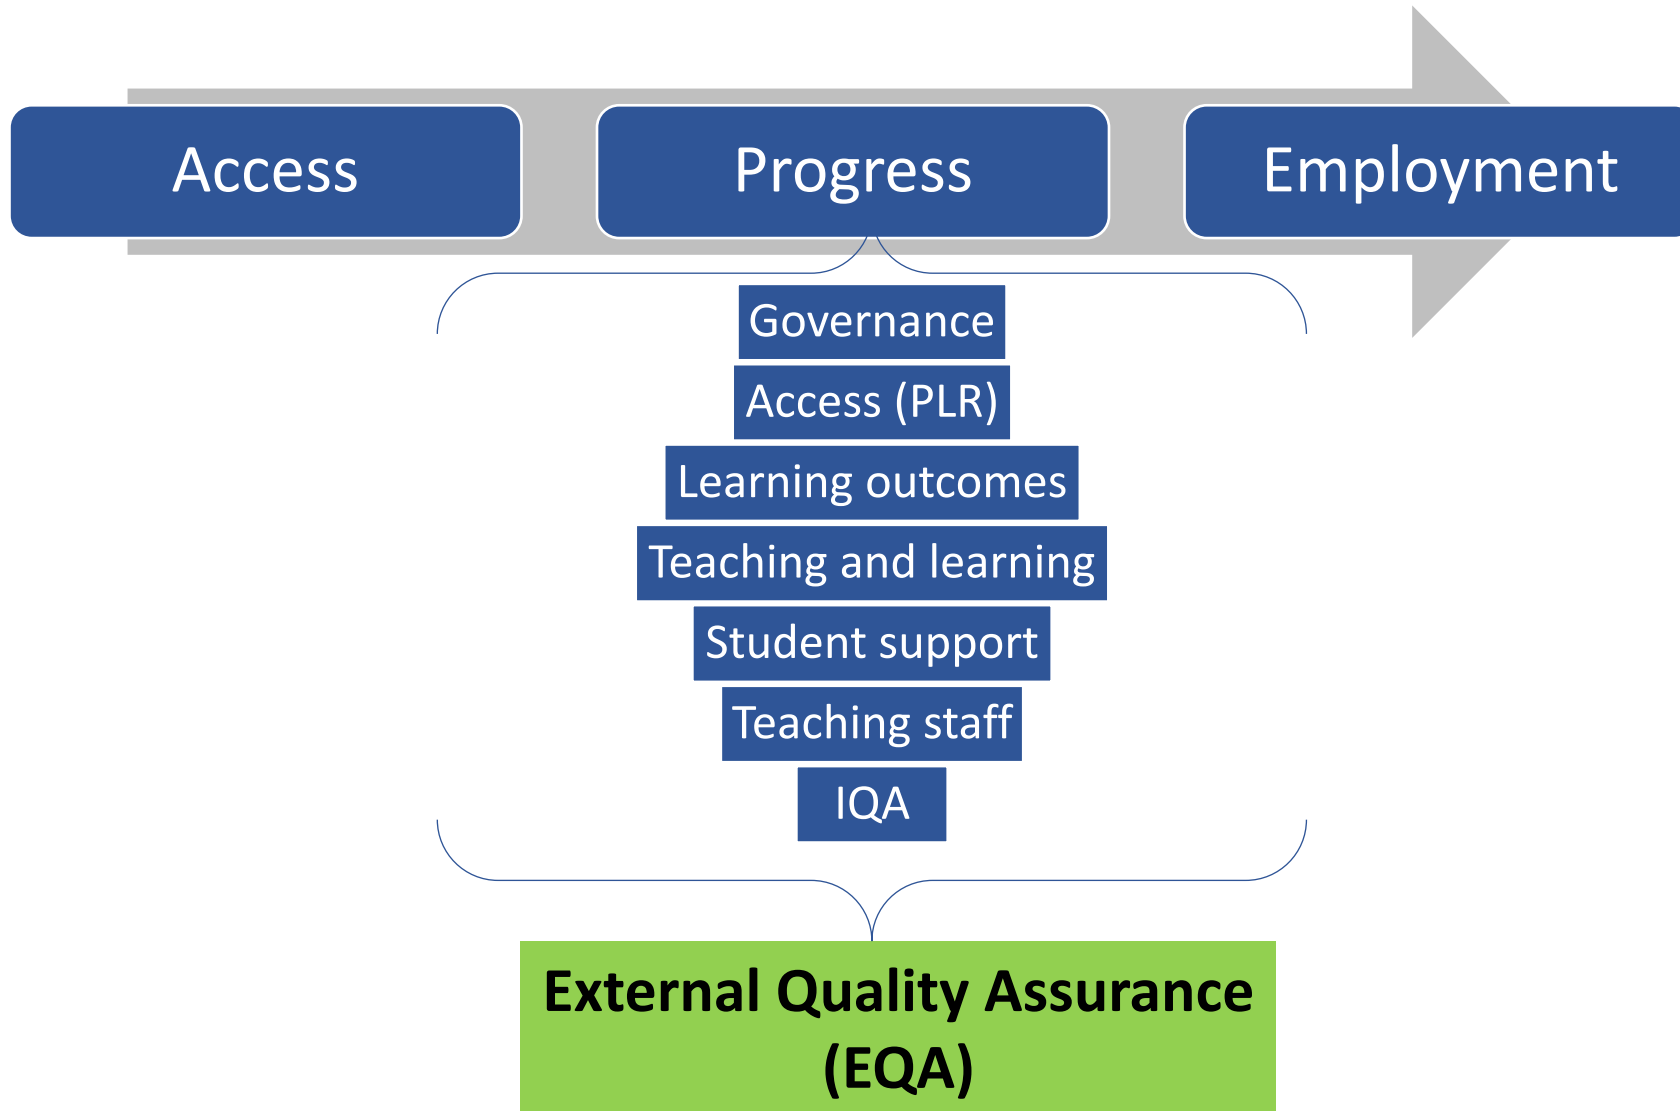 Access
Progress
Employment
Governance
Access (PLR)
Learning outcomes
Teaching and learning
Student support
Teaching staff
IQA
External Quality Assurance
(EQA)